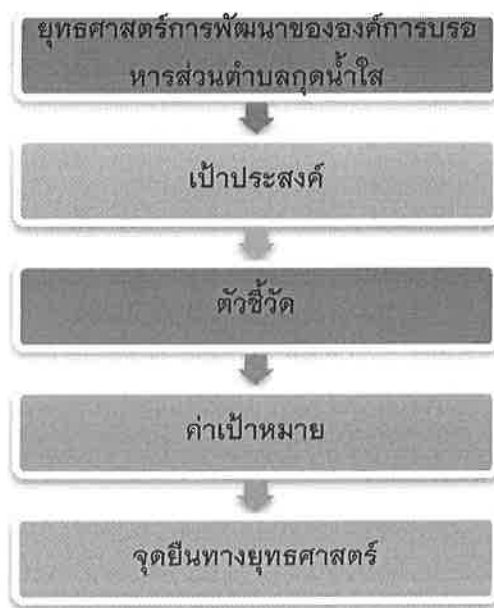 ยุทธศาสตร์การพัฒนาขององค์การบรอ
หารส่วนตำบลกุดน้ำใส
เป้าประสงค์
ตัวชี้วัด
ค่าเป้าหมาย
จุดยืนทางยุทธศาสตร์